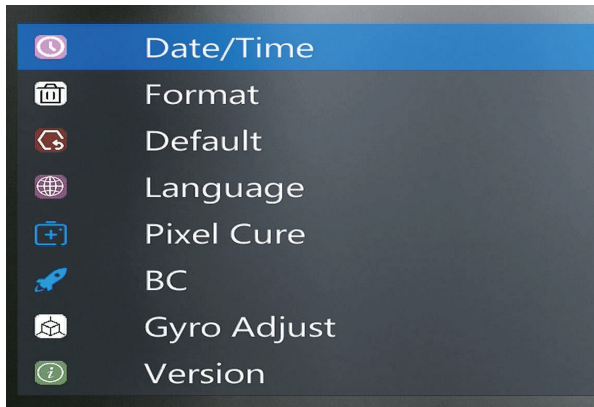 Date/Time
Format
Default
Language
Pixel Cure
BC
Gyro Adjust
Version